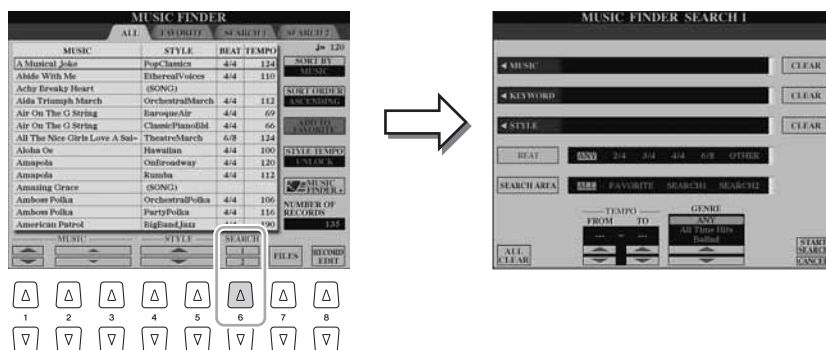 MUSIC FINDER
ALL FAVORITE SEARCH 1 SEARCH 2
MUSIC STYLE BEAT TEMPO
♩= 120
A Musical Joke PopClassics 4/4 124
Abide With Me EtherealVoices 4/4 110
Achy Breaky Heart (SONG)
Aida Triumph March OrchestralMarch 4/4 112
Air On The G String BaroqueAir 4/4 69
Air On The G String ClassicPianoBld 4/4 66
All The Nice Girls Love A Sai~ TheatreMarch 6/8 124
Aloha Oe Hawaiian 4/4 100
Amapola OnBroadway 4/4 120
Amapola Rumba 4/4 112
Amazing Grace (SONG)
Amboss Polka OrchestralPolka 4/4 106
Amboss Polka PartyPolka 4/4 116
American Patrol BigBandJazz 4/4 190
SORT BY
MUSIC
SORT ORDER
ASCENDING
ADD TO
FAVORITE
STYLE TEMPO
UNLOCK
MUSIC
FINDER+
NUMBER OF
RECORDS
135
MUSIC STYLE SEARCH
1
2
FILES
RECORD
EDIT
1 2 3 4 5 6 7 8
MUSIC FINDER SEARCH 1
MUSIC CLEAR
KEYWORD CLEAR
STYLE CLEAR
BEAT ANY 2/4 3/4 4/4 6/8 OTHER
SEARCH AREA ALL FAVORITE SEARCH1 SEARCH2
TEMPO
FROM TO
--- - ---
GENRE
ANY
All Time Hits
Ballad
ALL
CLEAR
START
SEARCH
CANCEL